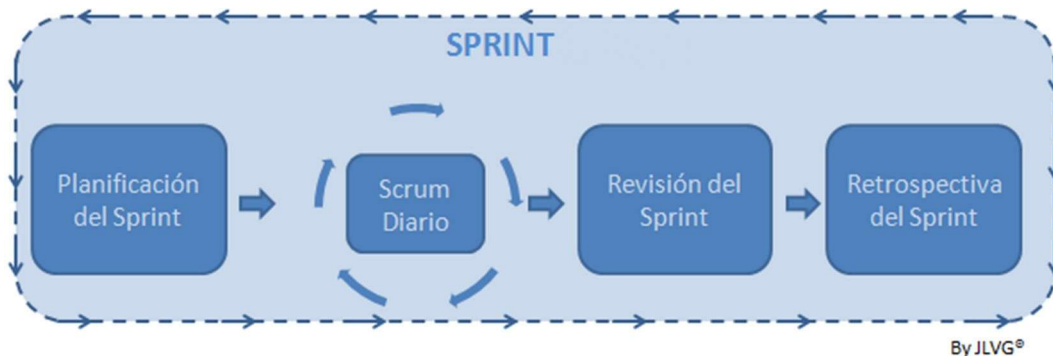 SPRINT
Planificación
del Sprint
Scrum
Diario
Revisión del
Sprint
Retrospectiva
del Sprint
By JLVG®